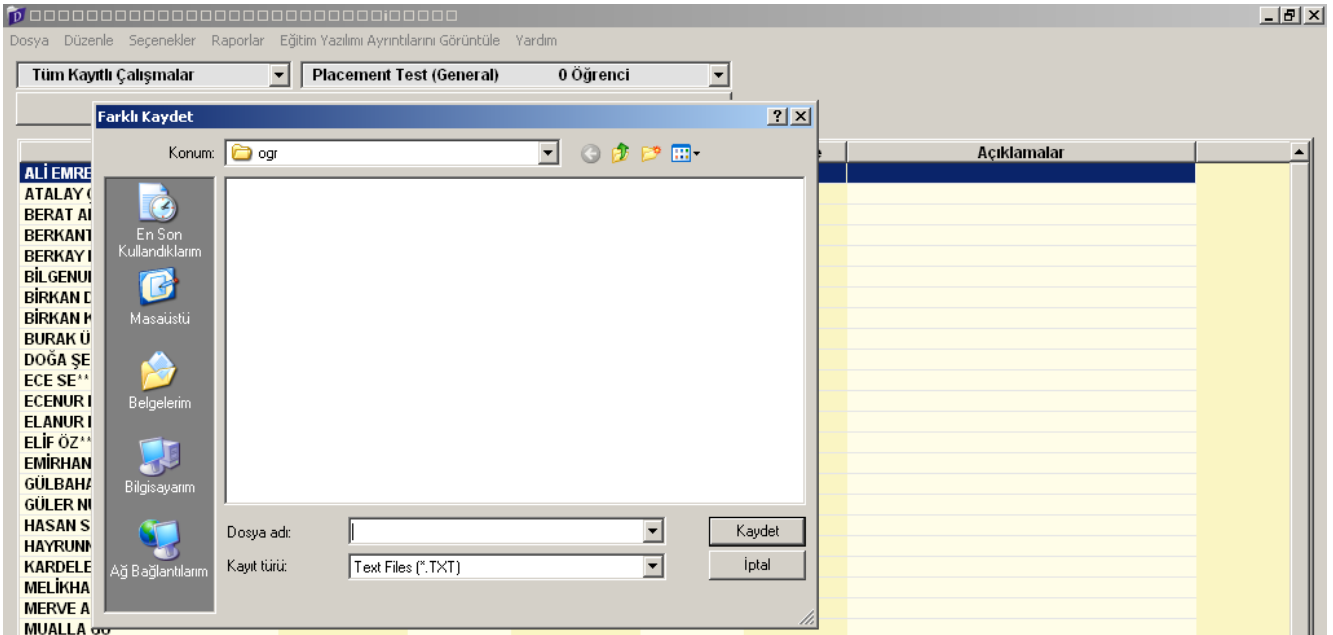 Dosya Düzenle Seçenekler Raporlar Eğitim Yazılımı Ayrıntılarını Görüntüle Yardım
Tüm Kayıtlı Çalışmalar Placement Test (General) 0 Öğrenci
Farklı Kaydet
Konum: ogr
Açıklamalar
ALİ EMRE
ATALAY
BERAT
BERKANT
BERKAY
BİLGENUR
BİRKAN
BİRKAN
BURAK Ü
DOĞA ŞE
ECE SE**
ECENUR
ELANUR
ELİF ÖZ**
EMİRHAN
GÜLBAHA
GÜLER
HASAN S
HAYRUNN
KARDELE
MELİKHA
MERVE A
MUALLA
En Son
Kullandıklarım
Masaüstü
Belgelerim
Bilgisayarım
Ağ Bağlantılarım
Dosya adı: Kaydet
Kayıt türü: Text Files (*.TXT) İptal